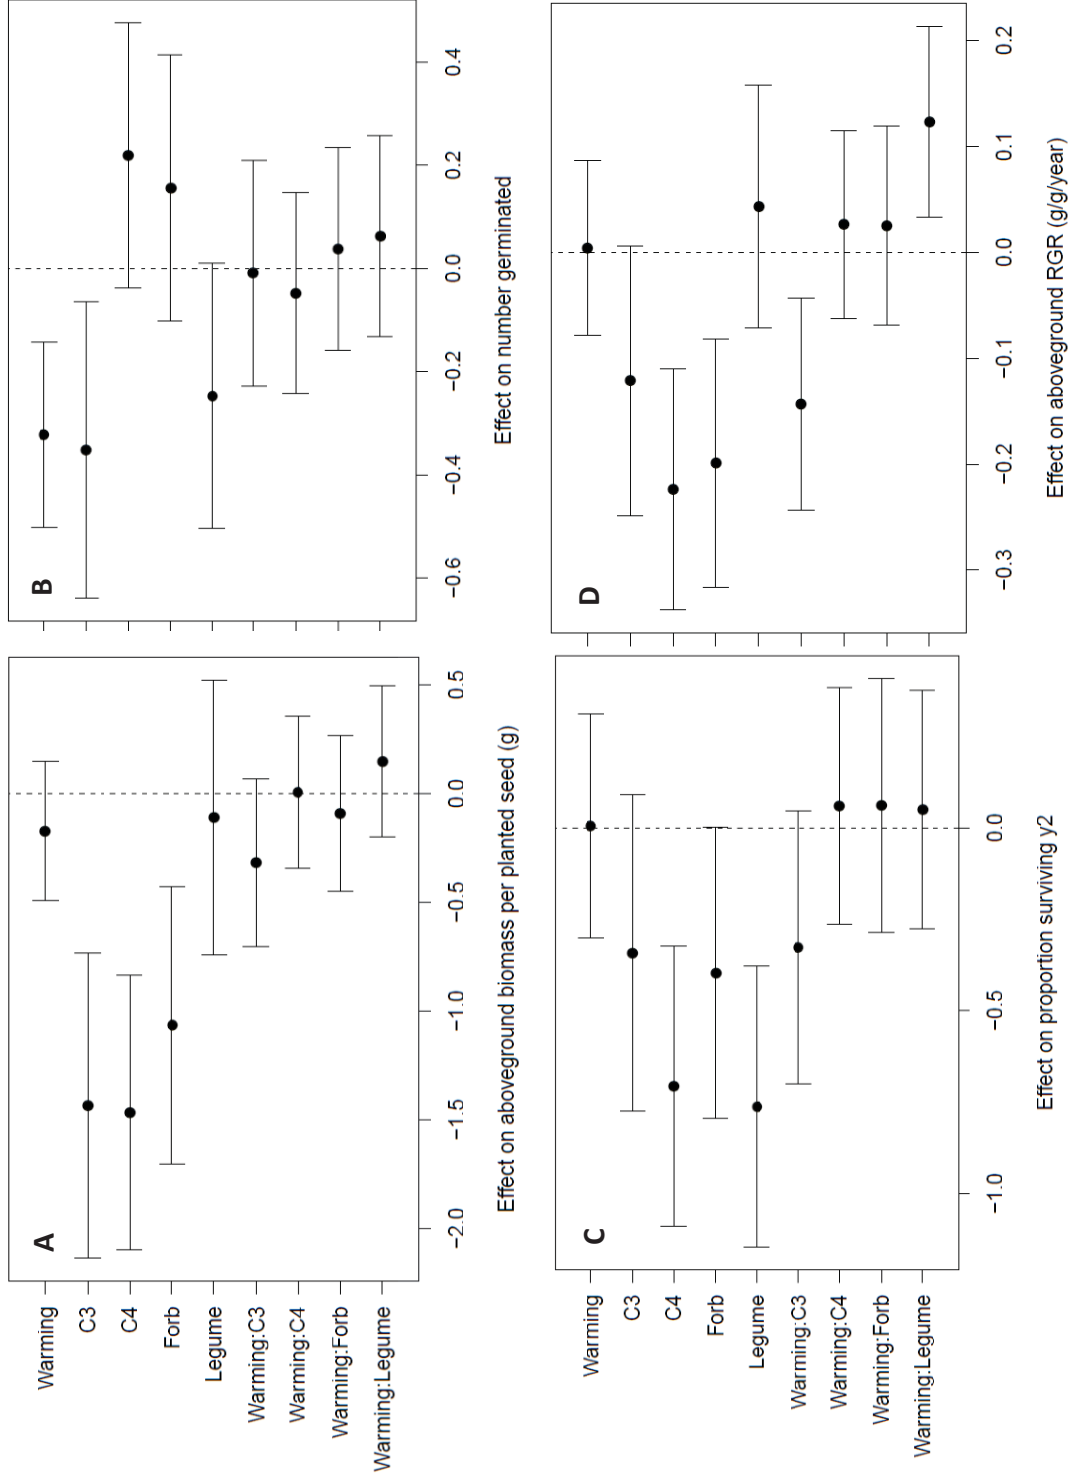 A
Warming
C3
C4
Forb
Legume
Warming:C3
Warming:C4
Warming:Forb
Warming:Legume
−2.0 −1.5 −1.0 −0.5 0.0 0.5
Effect on aboveground biomass per planted seed (g)
B
−0.6 −0.4 −0.2 0.0 0.2 0.4
Effect on number germinated
C
Warming
C3
C4
Forb
Legume
Warming:C3
Warming:C4
Warming:Forb
Warming:Legume
−1.0 −0.5 0.0
Effect on proportion surviving y2
D
−0.3 −0.2 −0.1 0.0 0.1 0.2
Effect on aboveground RGR (g/g/year)